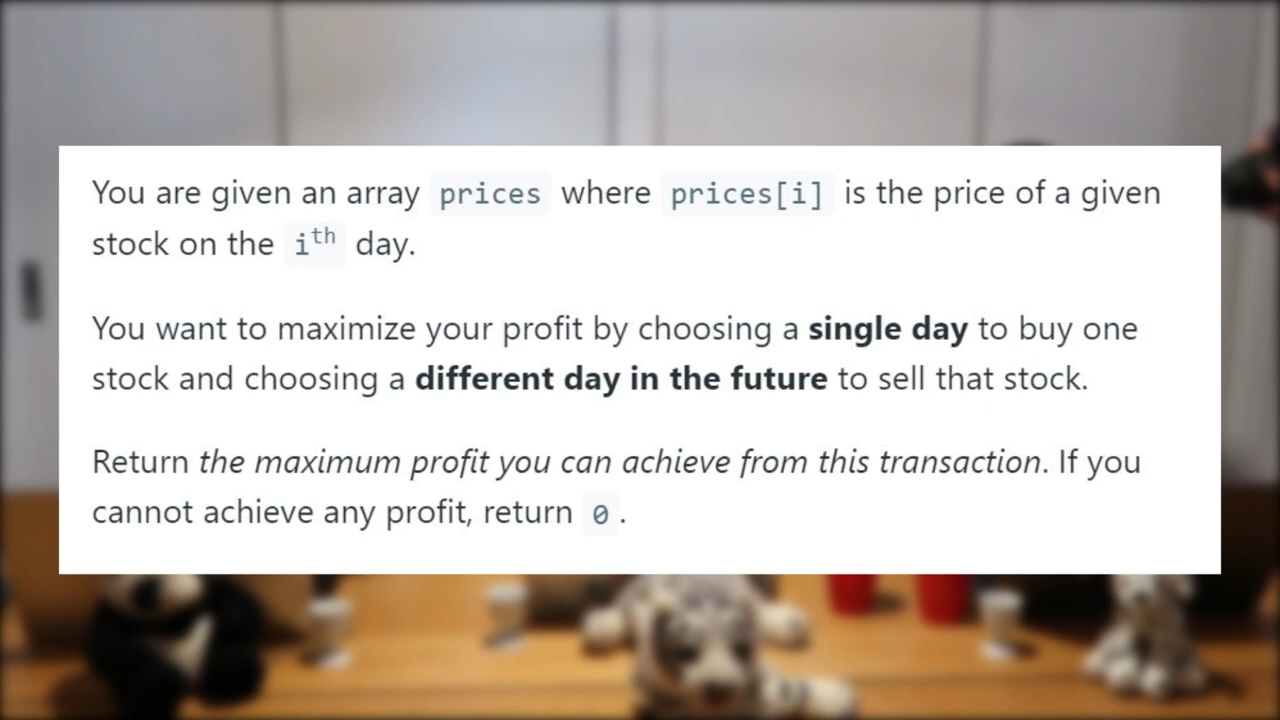 You are given an array prices where prices[i] is the price of a given
stock on the ith day.
You want to maximize your profit by choosing a single day to buy one
stock and choosing a different day in the future to sell that stock.
Return the maximum profit you can achieve from this transaction. If you
cannot achieve any profit, return 0.